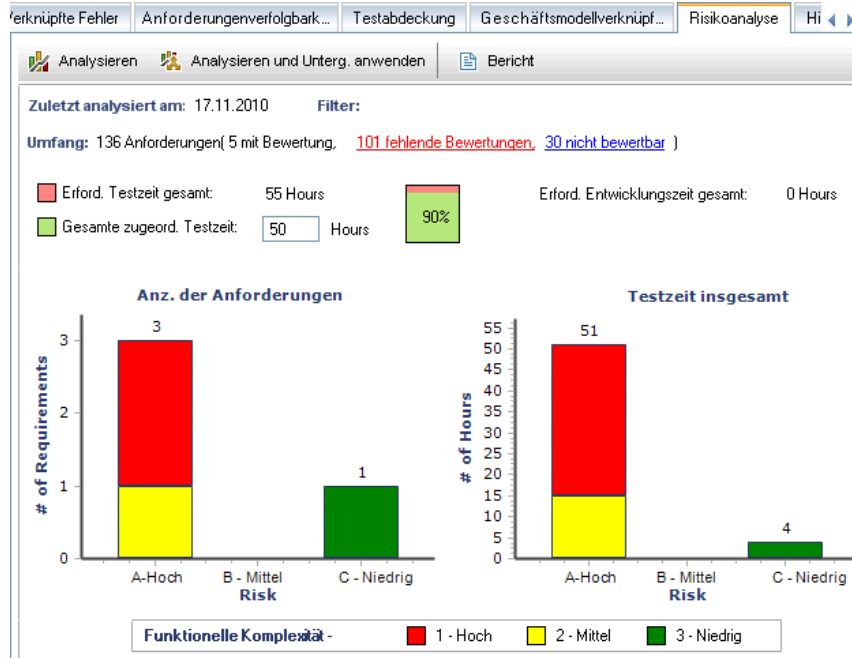 erknüpfte Fehler Anforderungenverfolgbark... Testabdeckung Geschäftsmodellverknüpf... Risikoanalyse Hi
Analysieren Analysieren und Unterg. anwenden Bericht
Zuletzt analysiert am: 17.11.2010 Filter:
Umfang: 136 Anforderungen( 5 mit Bewertung, 101 fehlende Bewertungen, 30 nicht bewertbar )
Erford. Testzeit gesamt: 55 Hours Erford. Entwicklungszeit gesamt: 0 Hours
Gesamte zugeord. Testzeit: 50 Hours 90%
Anz. der Anforderungen
# of Requirements
3
2
1
0
3
1
A-Hoch B - Mittel C - Niedrig
Risk
Testzeit insgesamt
# of Hours
55
50
45
40
35
30
25
20
15
10
5
0
51
4
A-Hoch B - Mittel C - Niedrig
Risk
Funktionelle Komplexität - 1 - Hoch 2 - Mittel 3 - Niedrig